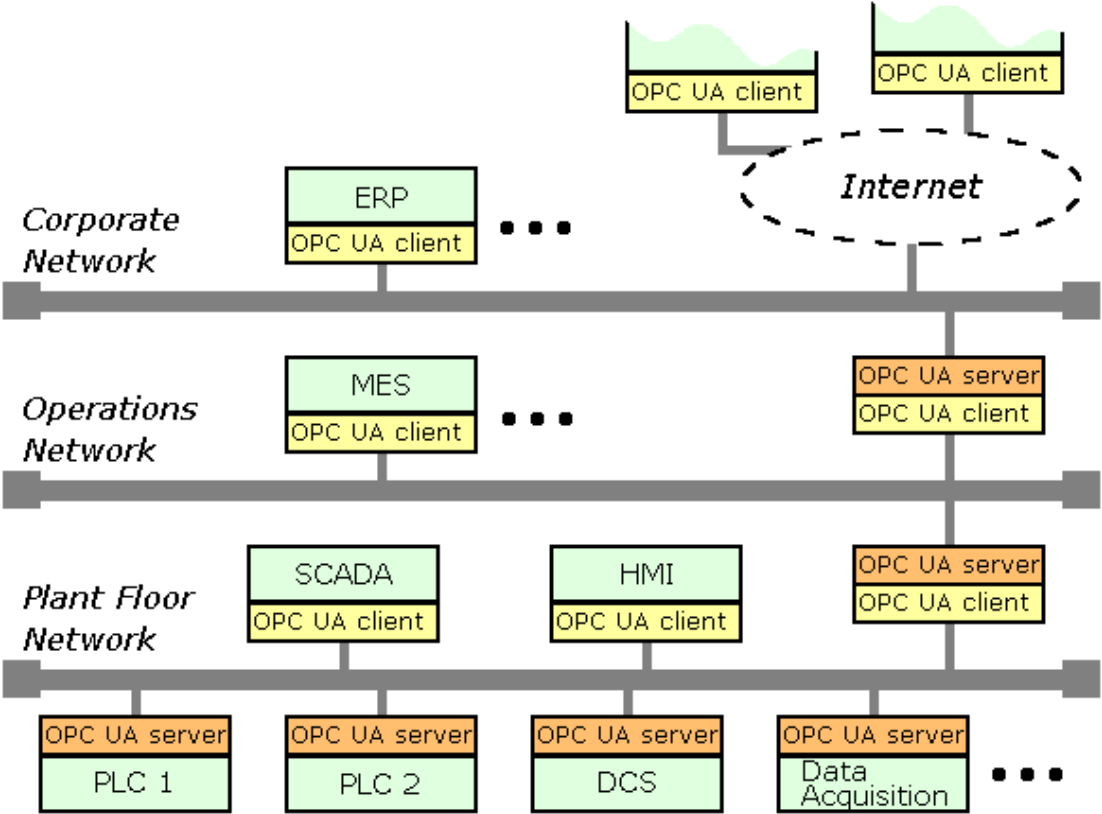 OPC UA client
OPC UA client
Internet
ERP
OPC UA client
Corporate
Network
MES
OPC UA client
OPC UA server
OPC UA client
Operations
Network
SCADA
OPC UA client
HMI
OPC UA client
OPC UA server
OPC UA client
Plant Floor
Network
OPC UA server
PLC 1
OPC UA server
PLC 2
OPC UA server
DCS
OPC UA server
Data
Acquisition